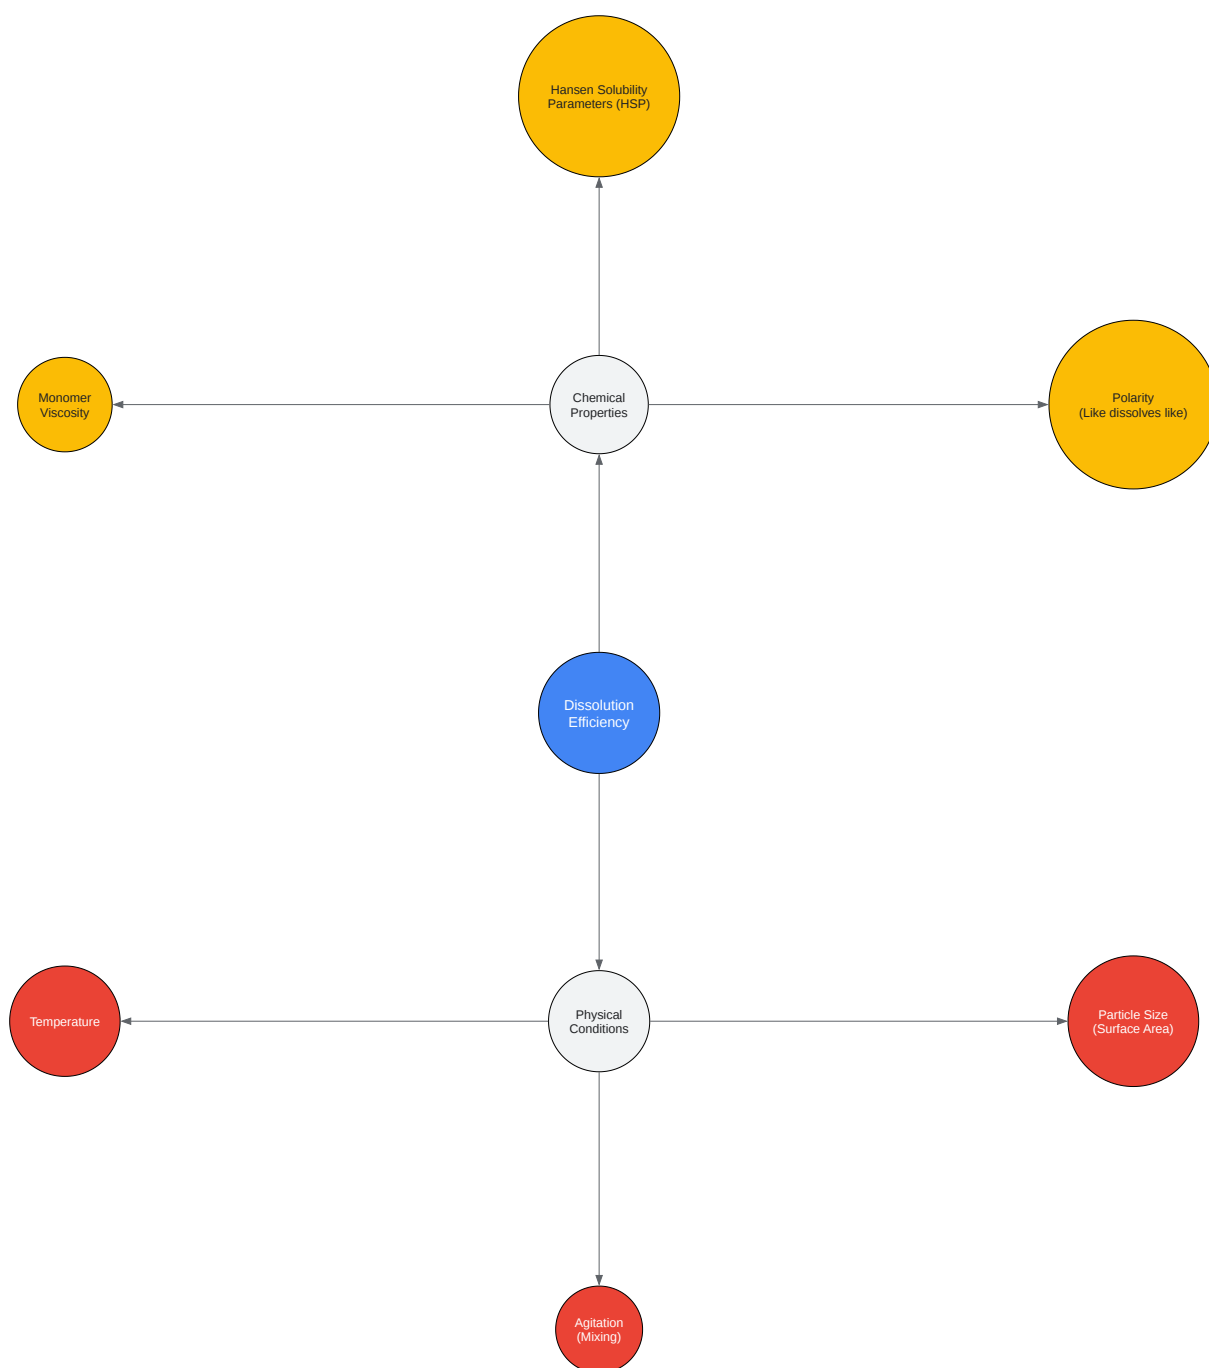 Hansen Solubility
Parameters (HSP)
Monomer
Viscosity
Chemical
Properties
Polarity
(Like dissolves like)
Dissolution
Efficiency
Temperature
Physical
Conditions
Particle Size
(Surface Area)
Agitation
(Mixing)